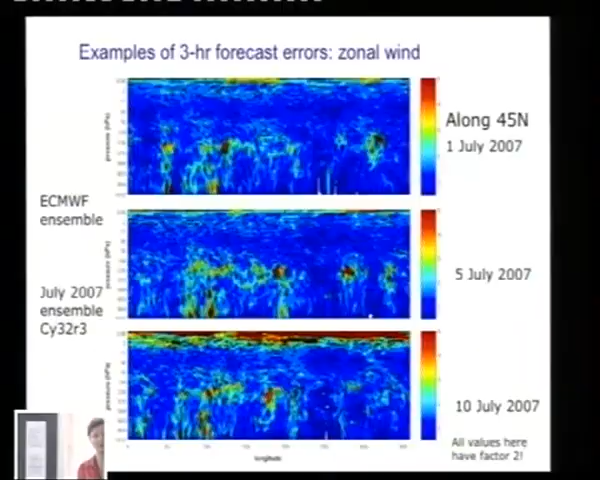 Examples of 3-hr forecast errors: zonal wind
Along 45N
1 July 2007
ECMWF
ensemble
5 July 2007
July 2007
ensemble
Cy32r3
10 July 2007
All values here
have factor 2!
longitude